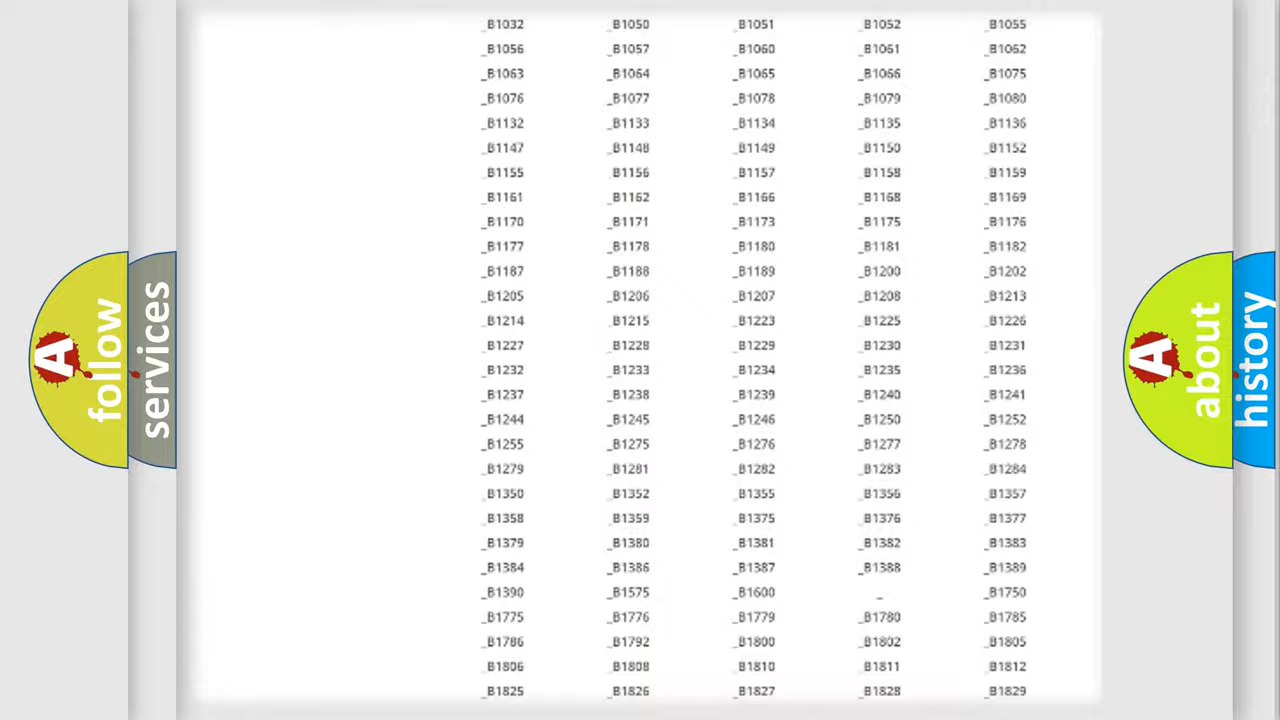 _B1032 _B1050 _B1051 _B1052 _B1055
_B1056 _B1057 _B1060 _B1061 _B1062
_B1063 _B1064 _B1065 _B1066 _B1075
_B1076 _B1077 _B1078 _B1079 _B1080
_B1132 _B1133 _B1134 _B1135 _B1136
_B1147 _B1148 _B1149 _B1150 _B1152
_B1155 _B1156 _B1157 _B1158 _B1159
_B1161 _B1162 _B1166 _B1168 _B1169
_B1170 _B1171 _B1173 _B1175 _B1176
_B1177 _B1178 _B1180 _B1181 _B1182
_B1187 _B1188 _B1189 _B1200 _B1202
_B1205 _B1206 _B1207 _B1208 _B1213
_B1214 _B1215 _B1223 _B1225 _B1226
_B1227 _B1228 _B1229 _B1230 _B1231
_B1232 _B1233 _B1234 _B1235 _B1236
_B1237 _B1238 _B1239 _B1240 _B1241
_B1244 _B1245 _B1246 _B1250 _B1252
_B1255 _B1275 _B1276 _B1277 _B1278
_B1279 _B1281 _B1282 _B1283 _B1284
_B1350 _B1352 _B1355 _B1356 _B1357
_B1358 _B1359 _B1375 _B1376 _B1377
_B1379 _B1380 _B1381 _B1382 _B1383
_B1384 _B1386 _B1387 _B1388 _B1389
_B1390 _B1575 _B1600 _ _B1750
_B1775 _B1776 _B1779 _B1780 _B1785
_B1786 _B1792 _B1800 _B1802 _B1805
_B1806 _B1808 _B1810 _B1811 _B1812
_B1825 _B1826 _B1827 _B1828 _B1829
A follow
services
A about
history